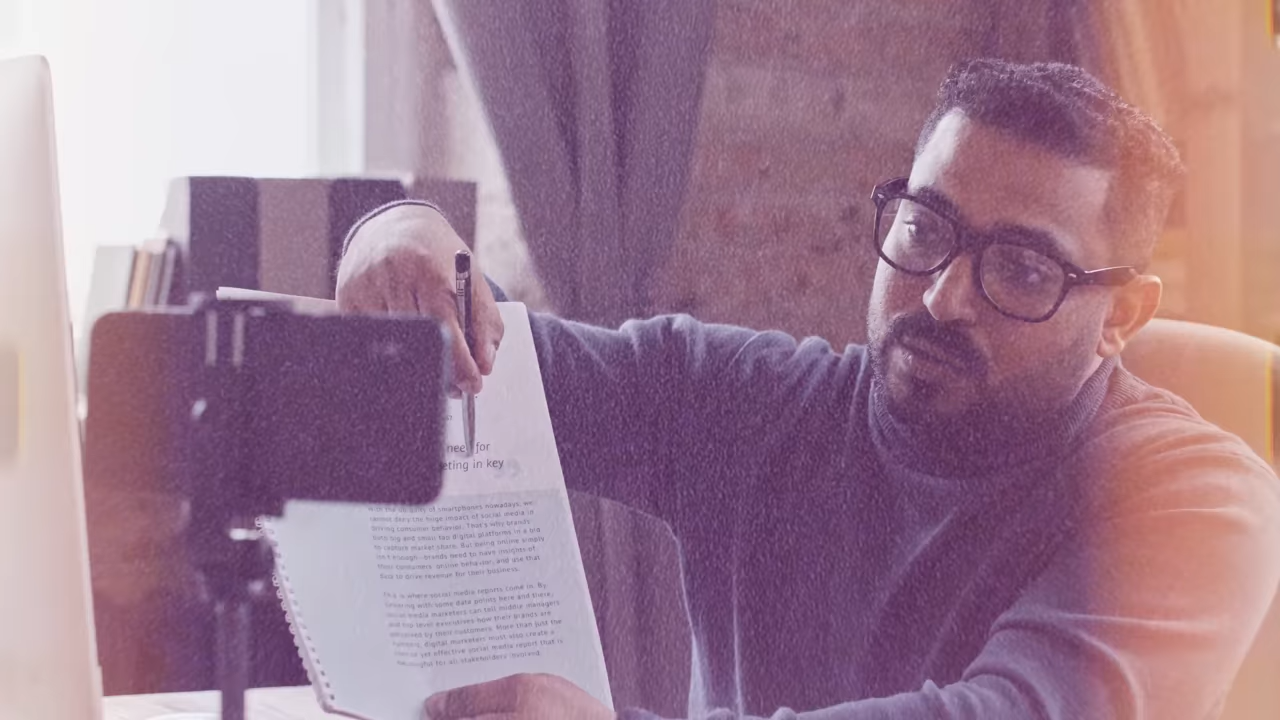 need for
eting in key
With the ubiquity of smartphones nowadays, we
cannot deny the huge impact of social media in
driving consumer behavior. That's why brands
both big and small tap digital platforms in a bid
to capture market share. But being online simply
isn't enough—brands need to have insights of
their consumers' online behavior, and use that
data to drive revenue for their business.
This is where social media reports come in. By
covering with some data points here and there,
social media marketers can tell middle managers
and top level executives how their brands are
perceived by their customers. More than just the
numbers, digital marketers must also create a
concise yet effective social media report that is
meaningful for all stakeholders involved.